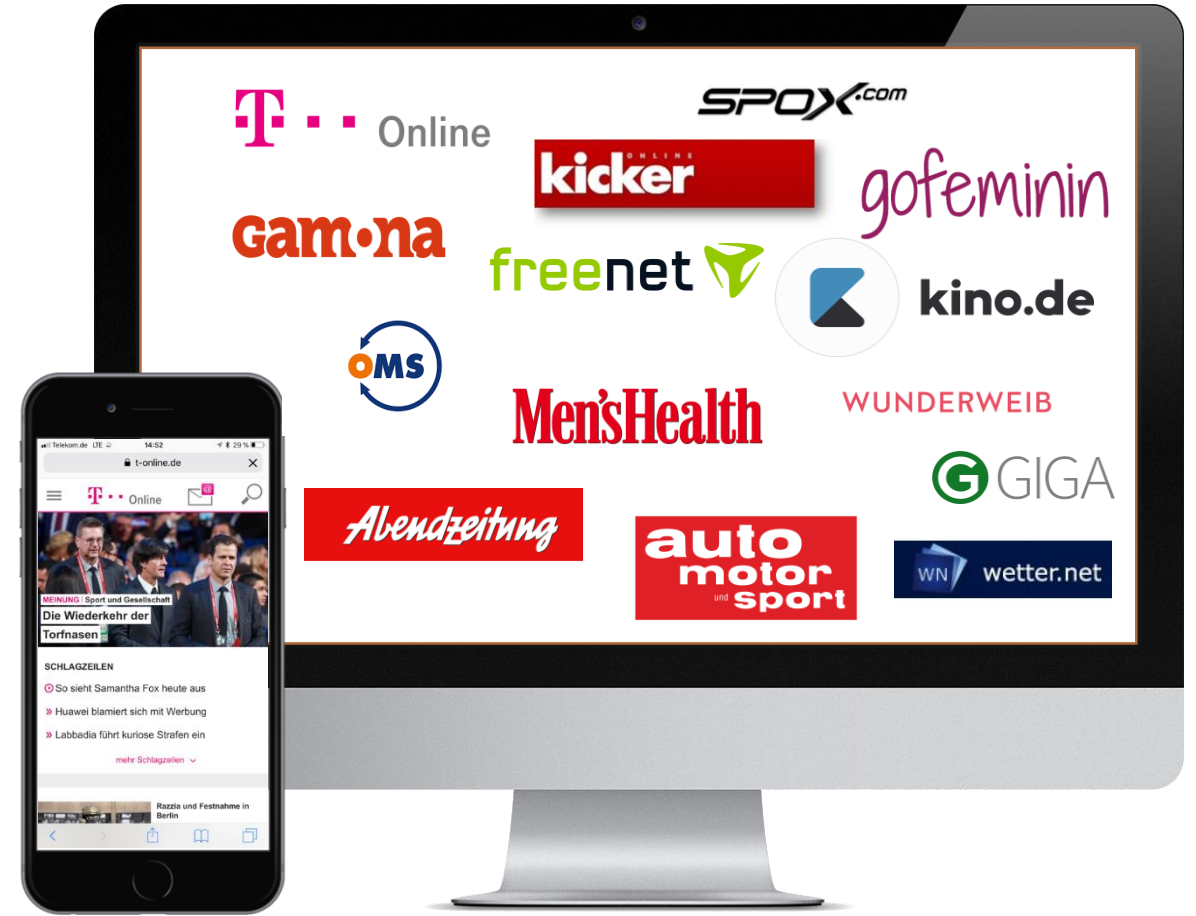 T Online
SPOX.com
ONLINE
kicker
gofeminin
Gamona
freenet
kino.de
OMS
Men'sHealth
WUNDERWEIB
G GIGA
Abendzeitung
auto
motor
und sport
WN wetter.net
Telekom.de LTE 14:52 29 %
t-online.de
T Online
@
MEINUNG | Sport und Gesellschaft
Die Wiederkehr der
Torfnasen
SCHLAGZEILEN
So sieht Samantha Fox heute aus
» Huawei blamiert sich mit Werbung
» Labbadia führt kuriose Strafen ein
mehr Schlagzeilen
Razzia und Festnahme in
Berlin